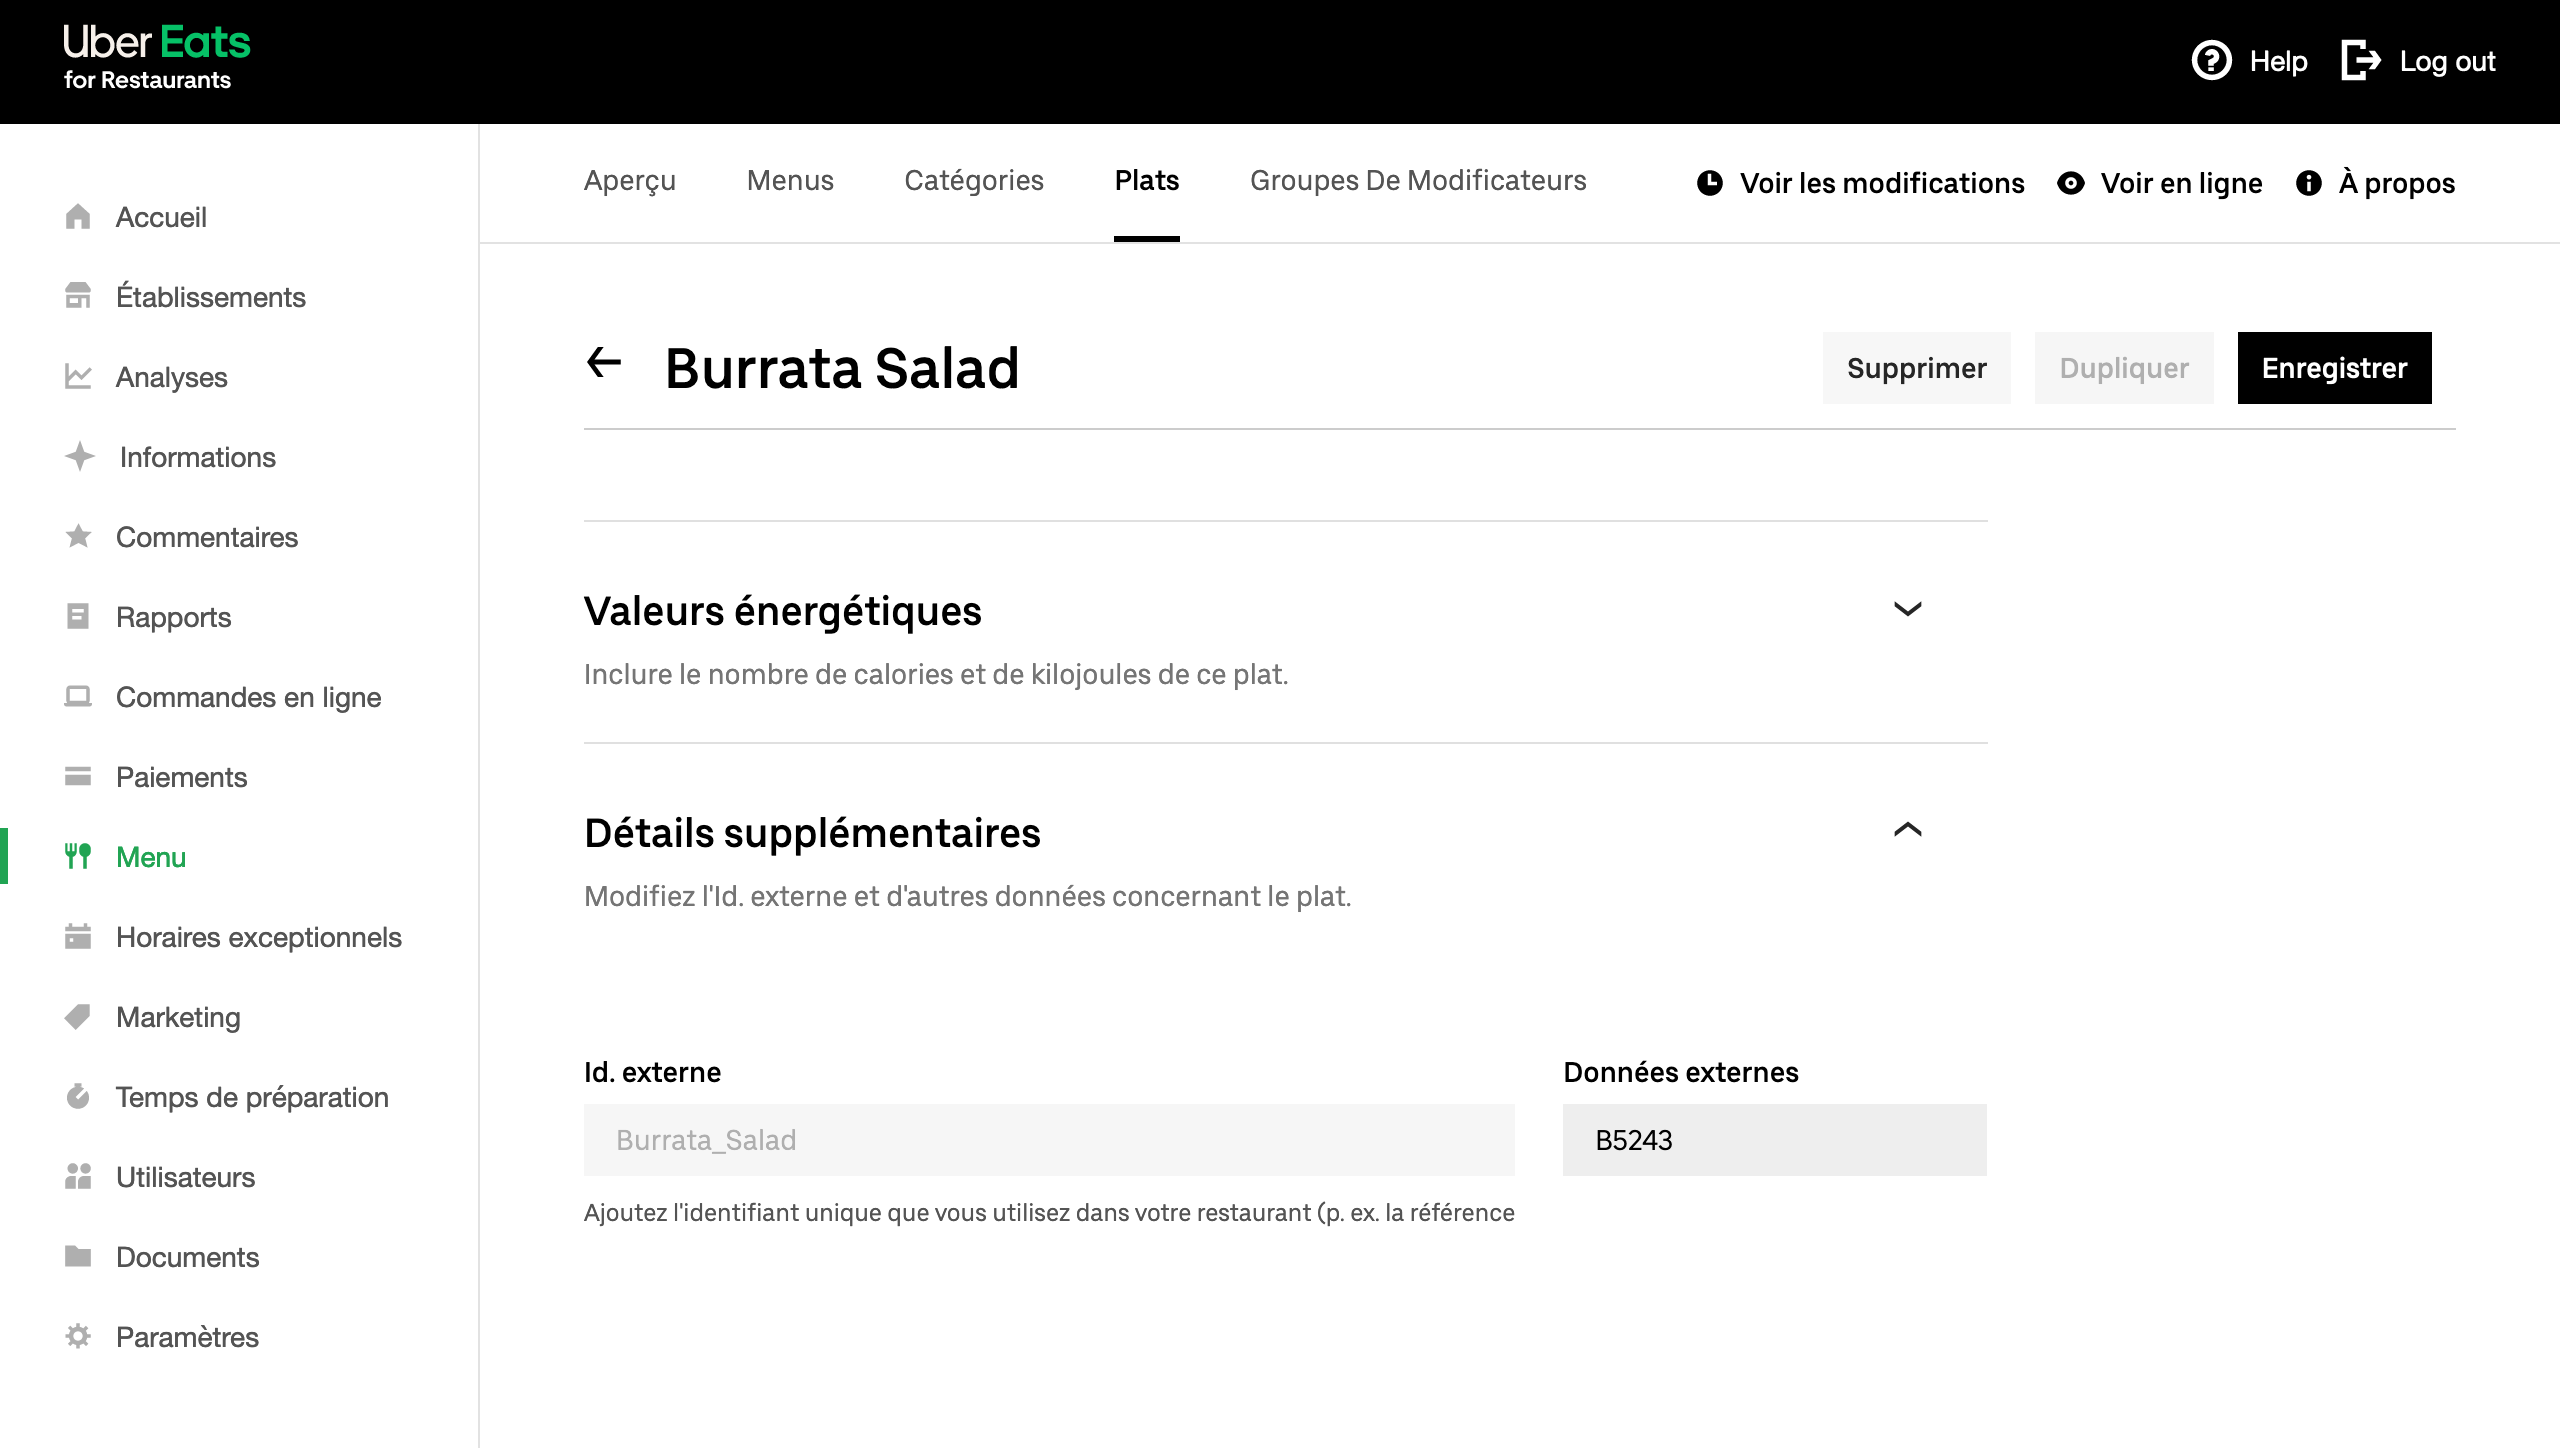 Uber Eats
for Restaurants
Help
Log out
Accueil
Établissements
Analyses
Informations
Commentaires
Rapports
Commandes en ligne
Paiements
Menu
Horaires exceptionnels
Marketing
Temps de préparation
Utilisateurs
Documents
Paramètres
Aperçu
Menus
Catégories
Plats
Groupes De Modificateurs
Voir les modifications
Voir en ligne
À propos
Burrata Salad
Supprimer
Dupliquer
Enregistrer
Valeurs énergétiques
Inclure le nombre de calories et de kilojoules de ce plat.
Détails supplémentaires
Modifiez l'Id. externe et d'autres données concernant le plat.
Id. externe
Burrata_Salad
Ajoutez l'identifiant unique que vous utilisez dans votre restaurant (p. ex. la référence
Données externes
B5243